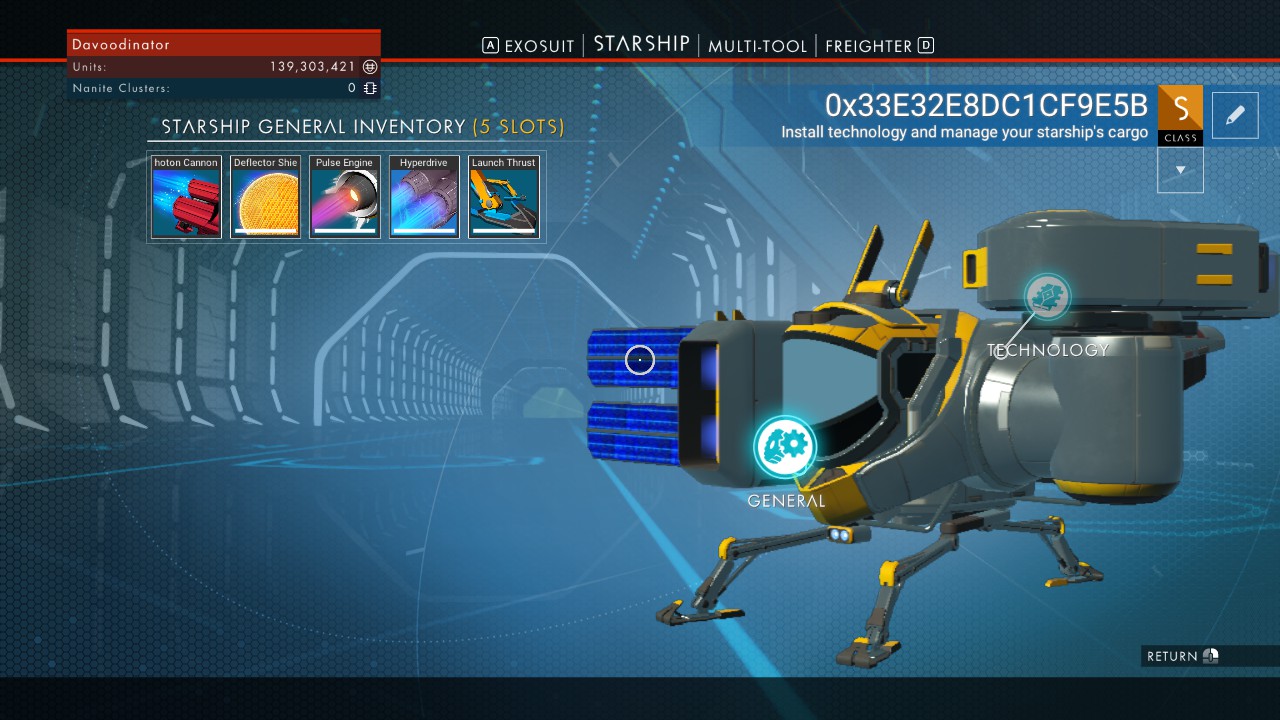 Davoodinator
Units: 139,303,421
Nanite Clusters: 0
A EXOSUIT STARSHIP MULTI-TOOL FREIGHTER D
0x33E32E8DC1CF9E5B
Install technology and manage your starship's cargo
S
CLASS
STARSHIP GENERAL INVENTORY (5 SLOTS)
hoton Cannon Deflector Shie Pulse Engine Hyperdrive Launch Thrust
TECHNOLOGY
GENERAL
RETURN